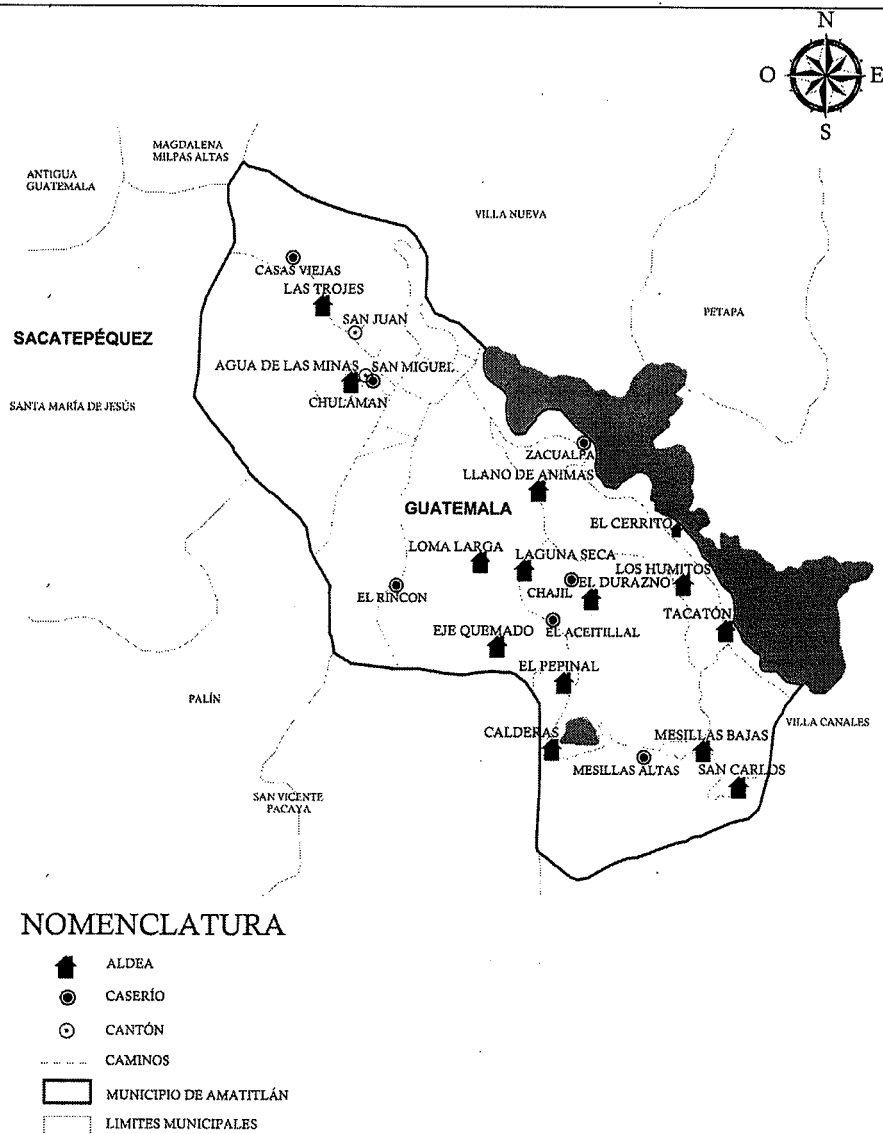 N
O E
S
MAGDALENA
MILPAS ALTAS
ANTIGUA
GUATEMALA
VILLA NUEVA
CASAS VIEJAS
LAS TROJES
PETAPA
SAN JUAN
SACATEPÉQUEZ
AGUA DE LAS MINAS
SAN MIGUEL
CHULAMAN
SANTA MARÍA DE JESÚS
ZACUALPA
LLANO DE ANIMAS
GUATEMALA
EL CERRITO
LOMA LARGA
LAGUNA SECA
LOS HUMITOS
EL DURAZNO
CHAJIL
EL RINCON
TACATÓN
EJE QUEMADO
EL ACEITILLAL
EL PEPINAL
PALÍN
VILLA CANALES
CALDERAS
MESILLAS BAJAS
MESILLAS ALTAS
SAN CARLOS
SAN VICENTE
PACAYA
NOMENCLATURA
ALDEA
CASERÍO
CANTÓN
CAMINOS
MUNICIPIO DE AMATITLÁN
LIMITES MUNICIPALES